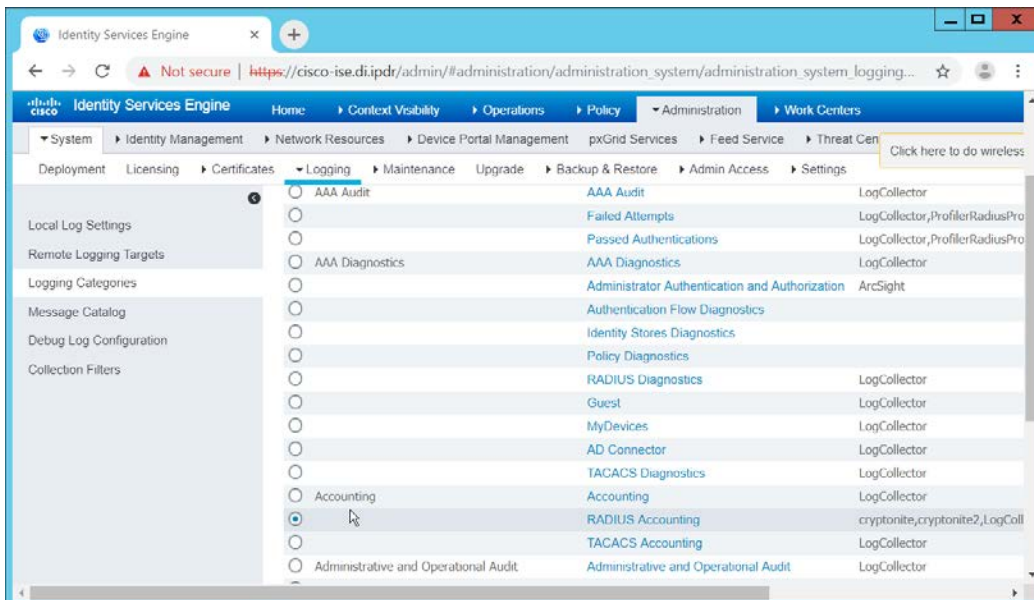 Identity Services Engine
Not secure | https://cisco-ise.di.ipdr/admin/#administration/administration_system/administration_system_logging...
cisco Identity Services Engine Home Context Visibility Operations Policy Administration Work Centers
System Identity Management Network Resources Device Portal Management pxGrid Services Feed Service Threat Cen
Click here to do wireless
Deployment Licensing Certificates Logging Maintenance Upgrade Backup & Restore Admin Access Settings
Local Log Settings
Remote Logging Targets
Logging Categories
Message Catalog
Debug Log Configuration
Collection Filters
AAA Audit AAA Audit LogCollector
Failed Attempts LogCollector,ProfilerRadiusPro
Passed Authentications LogCollector,ProfilerRadiusPro
AAA Diagnostics AAA Diagnostics LogCollector
Administrator Authentication and Authorization ArcSight
Authentication Flow Diagnostics
Identity Stores Diagnostics
Policy Diagnostics
RADIUS Diagnostics LogCollector
Guest LogCollector
MyDevices LogCollector
AD Connector LogCollector
TACACS Diagnostics LogCollector
Accounting Accounting LogCollector
RADIUS Accounting cryptonite,cryptonite2,LogColl
TACACS Accounting LogCollector
Administrative and Operational Audit Administrative and Operational Audit LogCollector